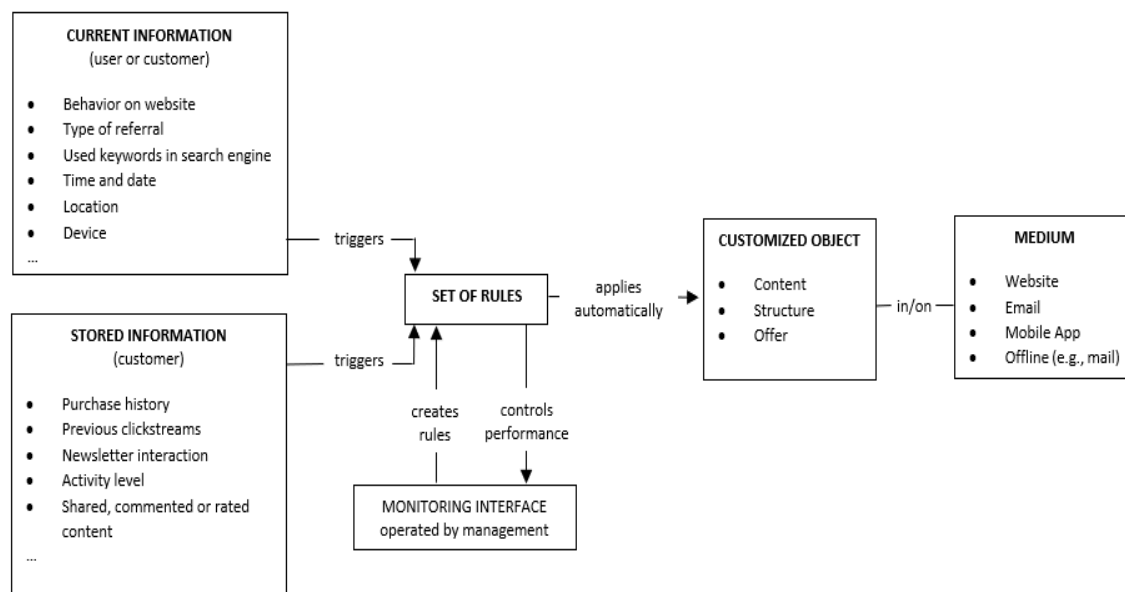 CURRENT INFORMATION
(user or customer)
• Behavior on website
• Type of referral
• Used keywords in search engine
• Time and date
• Location
• Device
...
STORED INFORMATION
(customer)
• Purchase history
• Previous clickstreams
• Newsletter interaction
• Activity level
• Shared, commented or rated
content
...
triggers
triggers
SET OF RULES
creates
rules
controls
performance
MONITORING INTERFACE
operated by management
applies
automatically
CUSTOMIZED OBJECT
• Content
• Structure
• Offer
in/on
MEDIUM
• Website
• Email
• Mobile App
• Offline (e.g., mail)